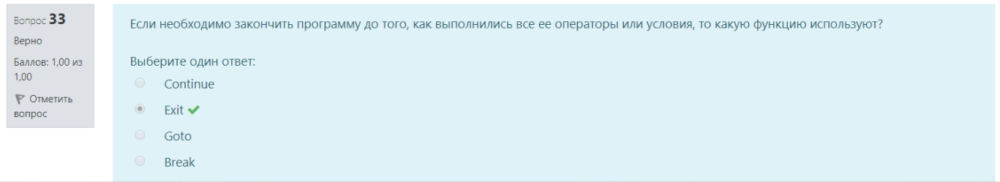 Вопрос 33
Верно
Баллов: 1,00 из
1,00
Отметить
вопрос
Если необходимо закончить программу до того, как выполнились все ее операторы или условия, то какую функцию используют?
Выберите один ответ:
Continue
Exit
Goto
Break